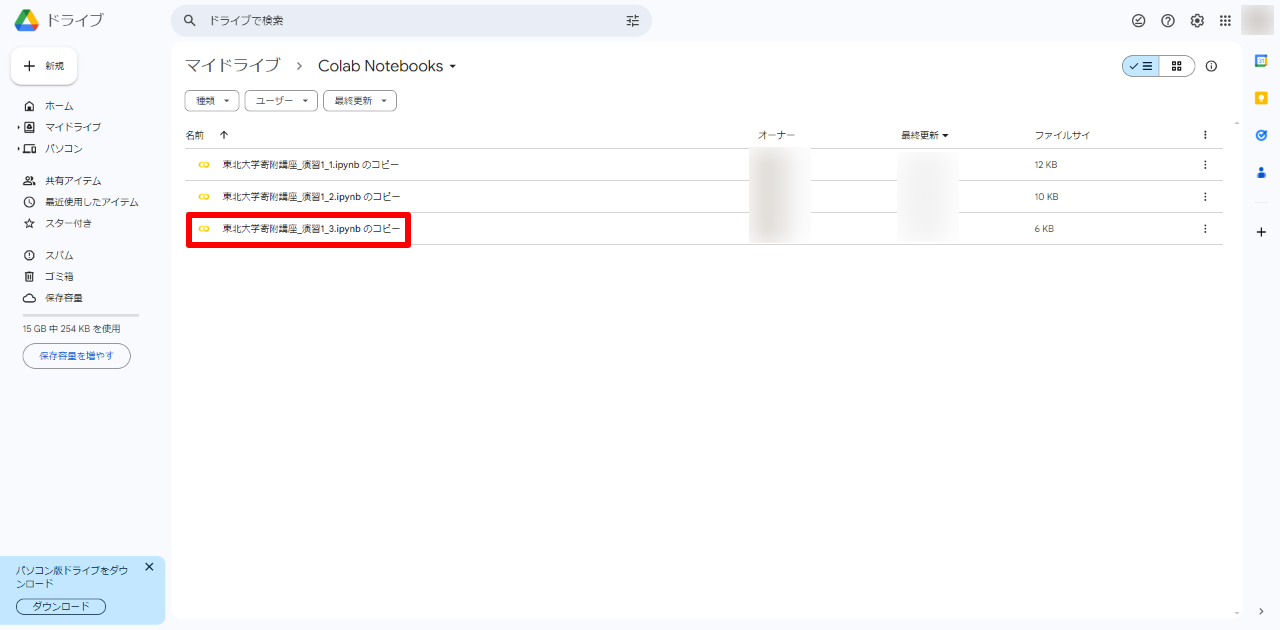 ドライブ
ドライブで検索
新規
ホーム
マイドライブ
パソコン
共有アイテム
最近使用したアイテム
スター付き
スパム
ゴミ箱
保存容量
15 GB 中 254 KB を使用
保存容量を増やす
マイドライブ Colab Notebooks
種類 ユーザー 最終更新
名前 オーナー 最終更新 ファイルサイ
東北大学寄附講座_演習1_1.ipynb のコピー 12 KB
東北大学寄附講座_演習1_2.ipynb のコピー 10 KB
東北大学寄附講座_演習1_3.ipynb のコピー 6 KB
パソコン版ドライブをダウ
ンロード
ダウンロード
31